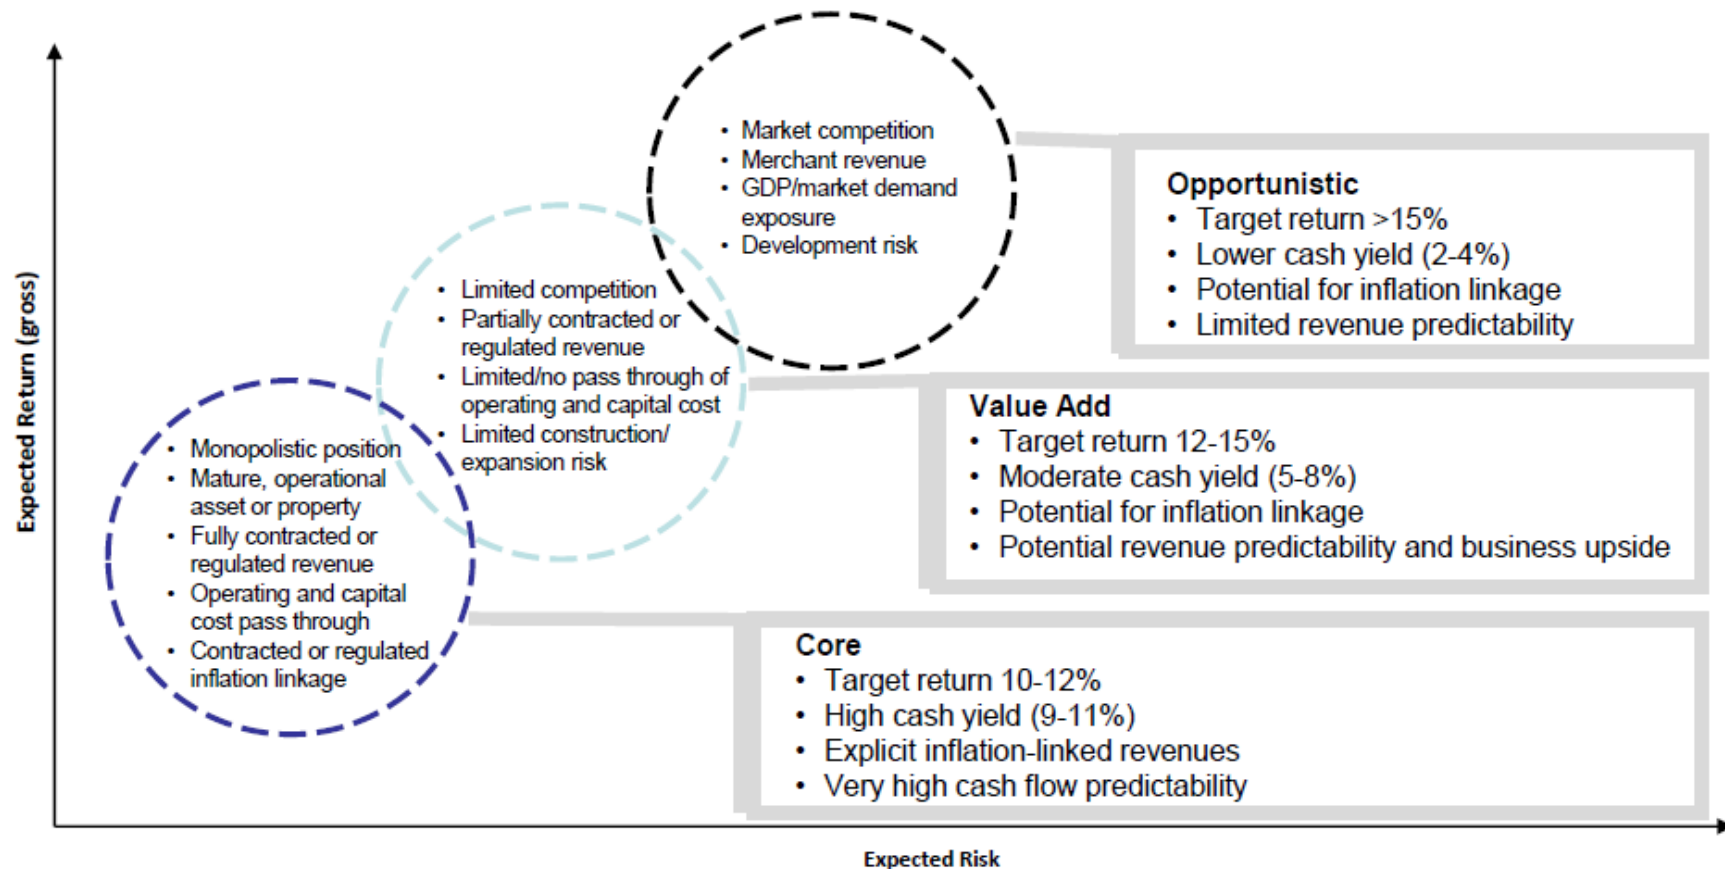 Expected Return (gross)
• Market competition
• Merchant revenue
• GDP/market demand
exposure
• Development risk
Opportunistic
• Target return >15%
• Lower cash yield (2-4%)
• Potential for inflation linkage
• Limited revenue predictability
• Limited competition
• Partially contracted or
regulated revenue
• Limited/no pass through of
operating and capital cost
• Limited construction/
expansion risk
Value Add
• Target return 12-15%
• Moderate cash yield (5-8%)
• Potential for inflation linkage
• Potential revenue predictability and business upside
• Monopolistic position
• Mature, operational
asset or property
• Fully contracted or
regulated revenue
• Operating and capital
cost pass through
• Contracted or regulated
inflation linkage
Core
• Target return 10-12%
• High cash yield (9-11%)
• Explicit inflation-linked revenues
• Very high cash flow predictability
Expected Risk